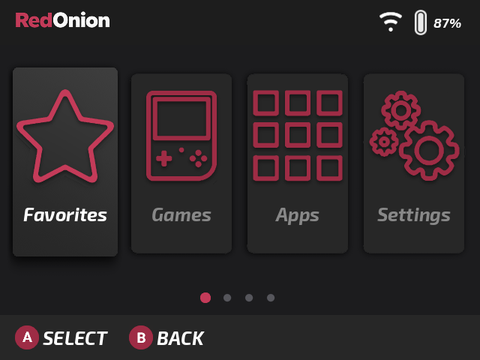 RedOnion
87%
Favorites
Games
Apps
Settings
A SELECT B BACK